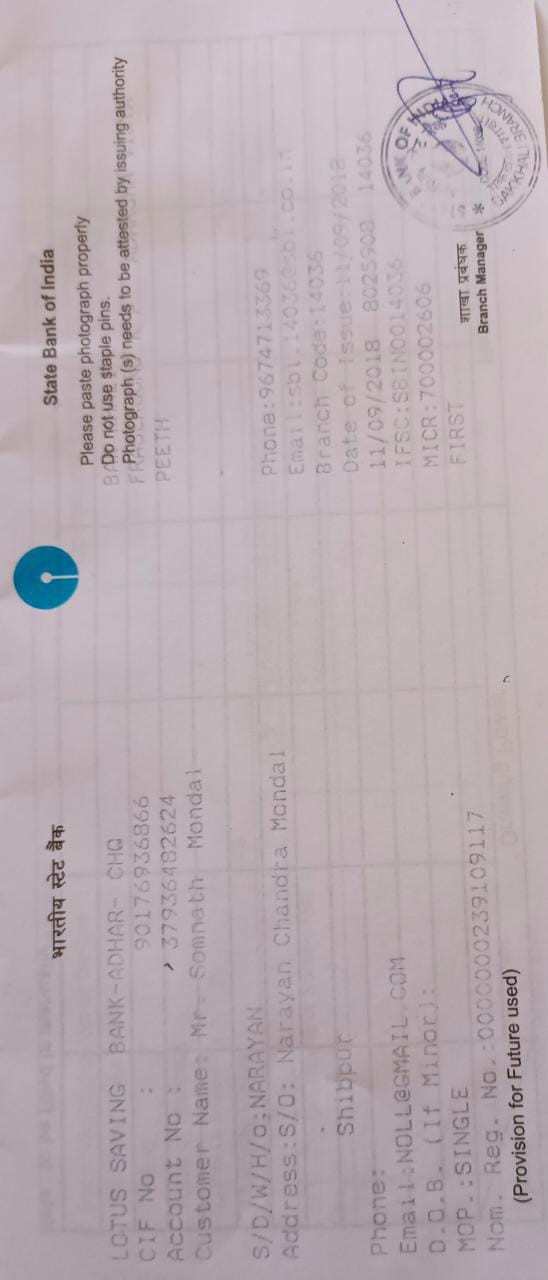 भारतीय स्टेट बैंक
State Bank of India
Please paste photograph properly
Do not use staple pins.
Photograph (s) needs to be attested by issuing authority
LOTUS SAVING BANK-ADHAR- CHQ
CIF No : 90176936866
Account No : 37936482624
Customer Name: Mr. Somnath Mondal
PEETH
S/D/W/H/o:NARAYAN
Address:S/O: Narayan Chandra Mondal
Shibpur
Phone:9674713369
Email:sbi.14036@sbi.co.in
Branch Code:14036
Date of Issue:11/09/2018
11/09/2018 8025908 14036
IFSC:SBIN0014036
MICR:700002606
FIRST
Phone:
Email:NOLL@GMAIL.COM
D.O.B. (If Minor):
MOP.:SINGLE
Nom. Reg. No.:0000000239109117
(Provision for Future used)
शाखा प्रबंधक
Branch Manager
BANK OF INDIA
BRANCH